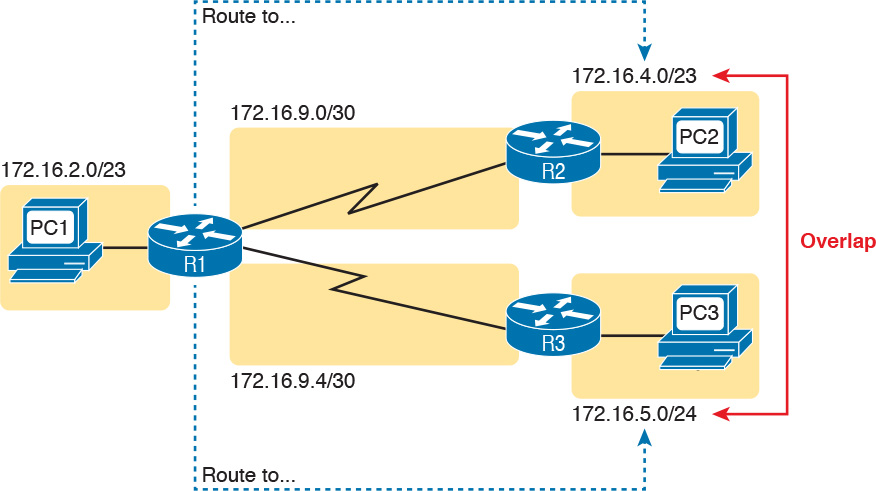 Route to...
172.16.4.0/23
172.16.9.0/30
PC2
R2
172.16.2.0/23
PC1
R1
Overlap
PC3
R3
172.16.9.4/30
172.16.5.0/24
Route to...